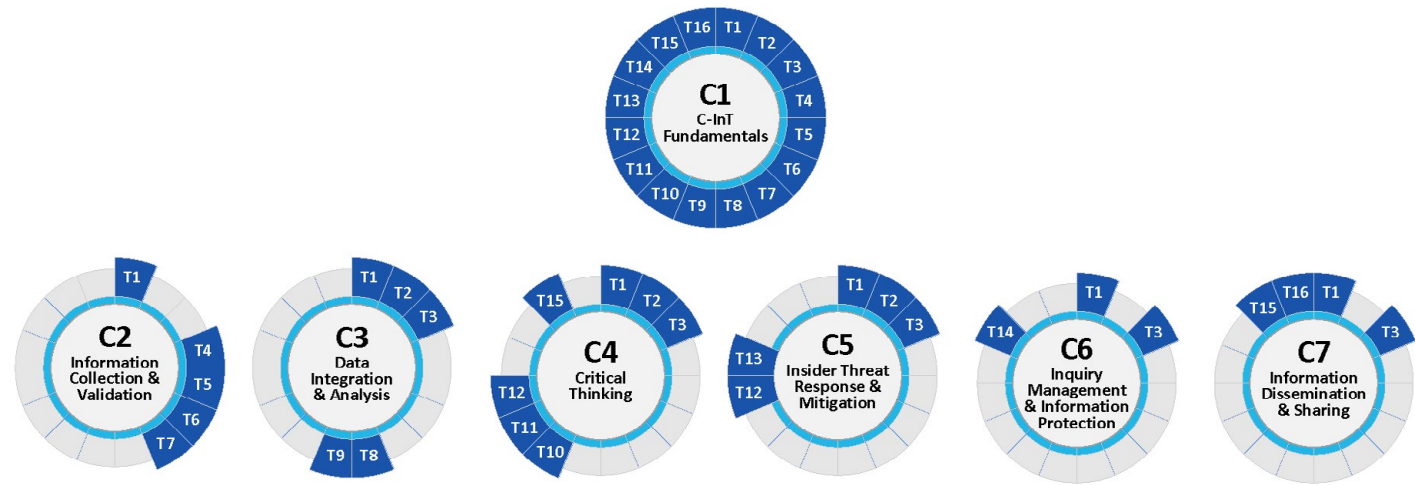 T16 T1
T15 T2
T14 T3
T13 T4
T12 T5
T11 T6
T10 T7
T9 T8
C1
C-InT
Fundamentals
T1
T4
T5
T6
T7
C2
Information
Collection &
Validation
T1
T2
T3
T9 T8
C3
Data
Integration
& Analysis
T15
T1
T2
T3
T12
T11
T10
C4
Critical
Thinking
T1
T2
T3
T13
T12
C5
Insider Threat
Response &
Mitigation
T14
T1
T3
C6
Inquiry
Management
& Information
Protection
T15
T16
T1
T3
C7
Information
Dissemination
& Sharing